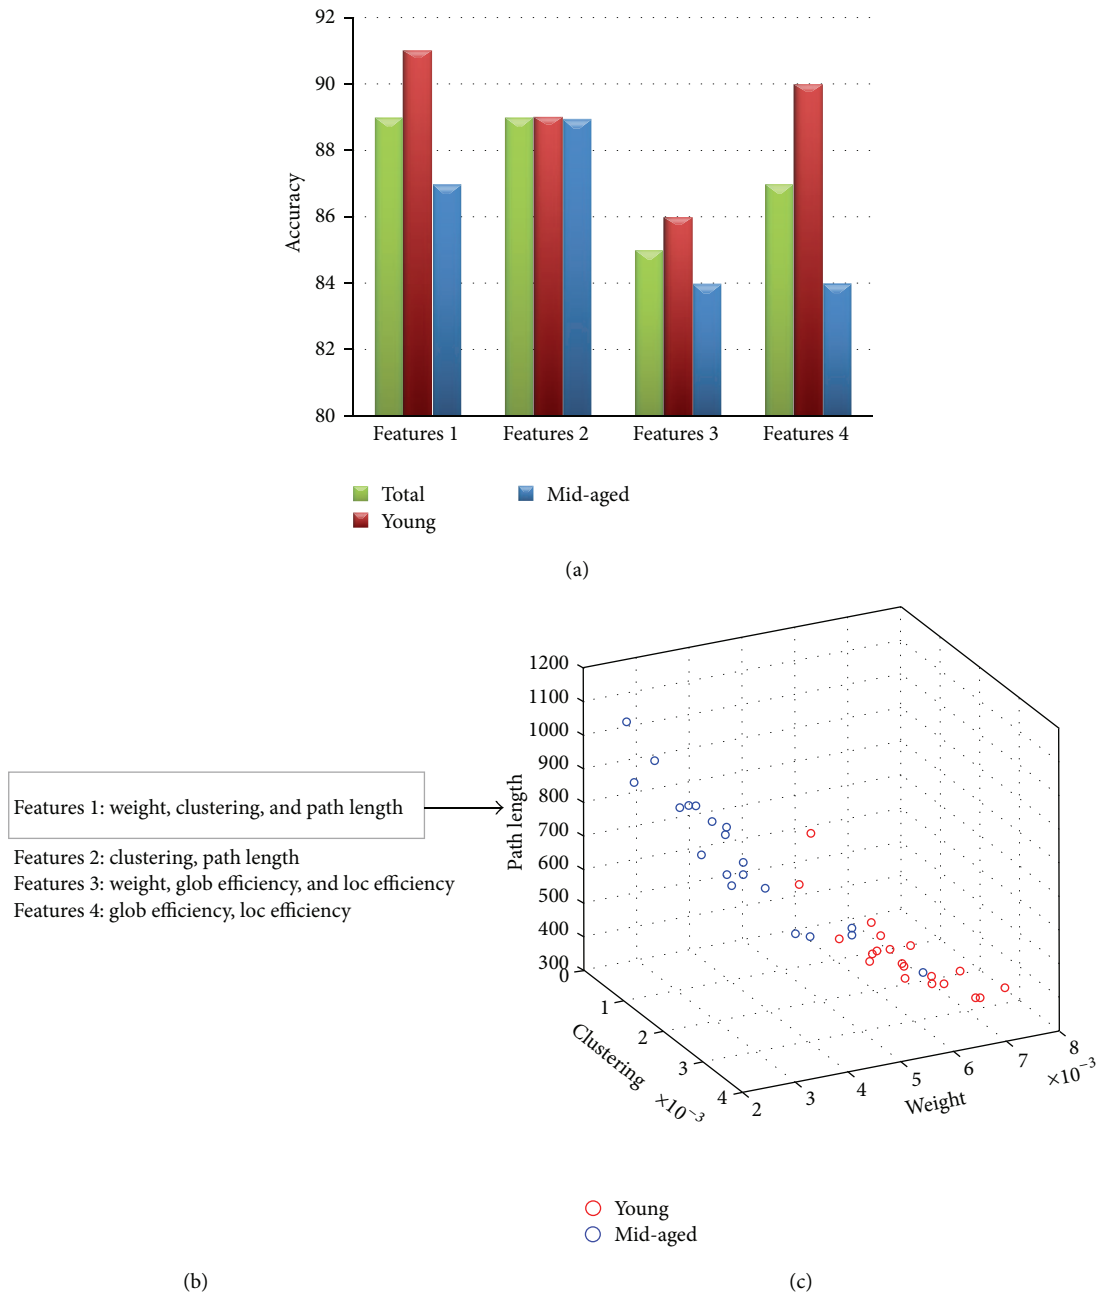 92
90
88
86
84
82
80
Accuracy
Features 1 Features 2 Features 3 Features 4
Total
Young
Mid-aged
(a)
Features 1: weight, clustering, and path length
Features 2: clustering, path length
Features 3: weight, glob efficiency, and loc efficiency
Features 4: glob efficiency, loc efficiency
(b)
1200
1100
1000
900
800
700
600
500
400
300
Path length
0
1
2
3
4
Clustering
×10⁻³
2
3
4
5
6
7
8
Weight
×10⁻³
Young
Mid-aged
(c)